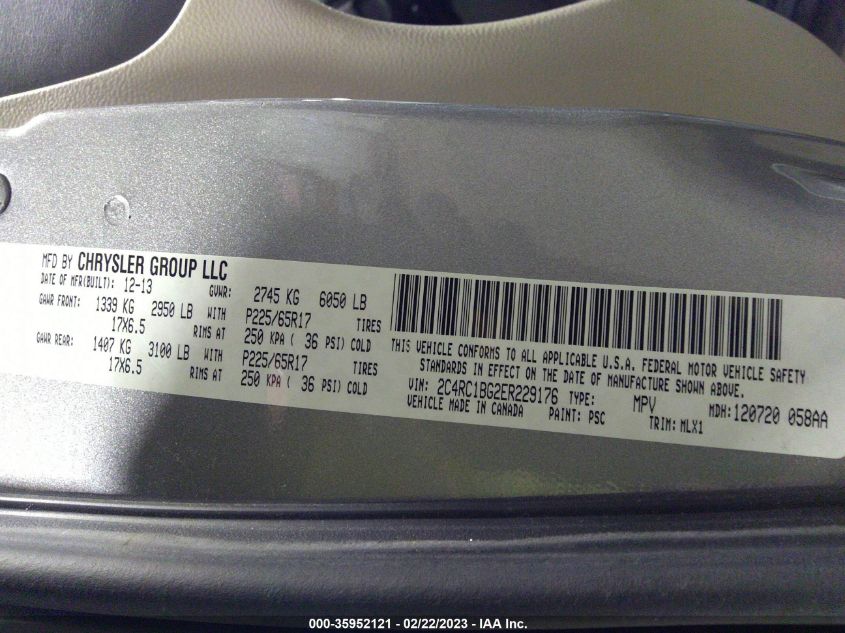 MFD BY CHRYSLER GROUP LLC
DATE OF MFR(BUILT): 12-13 GVWR: 2745 KG 6050 LB
GAWR FRONT: 1339 KG 2950 LB WITH P225/65R17 TIRES
17X6.5 RIMS AT 250 KPA ( 36 PSI) COLD
GAWR REAR: 1407 KG 3100 LB WITH P225/65R17 TIRES
17X6.5 RIMS AT 250 KPA ( 36 PSI) COLD
THIS VEHICLE CONFORMS TO ALL APPLICABLE U.S.A. FEDERAL MOTOR VEHICLE SAFETY
STANDARDS IN EFFECT ON THE DATE OF MANUFACTURE SHOWN ABOVE.
VIN: 2C4RC1BG2ER229176 TYPE: MPV MDH: 120720 058AA
VEHICLE MADE IN CANADA PAINT: PSC TRIM: MLX1
000-35952121 - 02/22/2023 - IAA Inc.